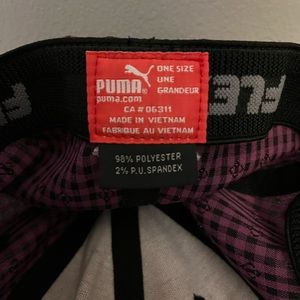 PUMA®
puma.com
ONE SIZE
UNE
GRANDEUR
CA # 06311
MADE IN VIETNAM
FABRIQUÉ AU VIETNAM
98% POLYESTER
2% P.U.SPANDEX
FLE
FL